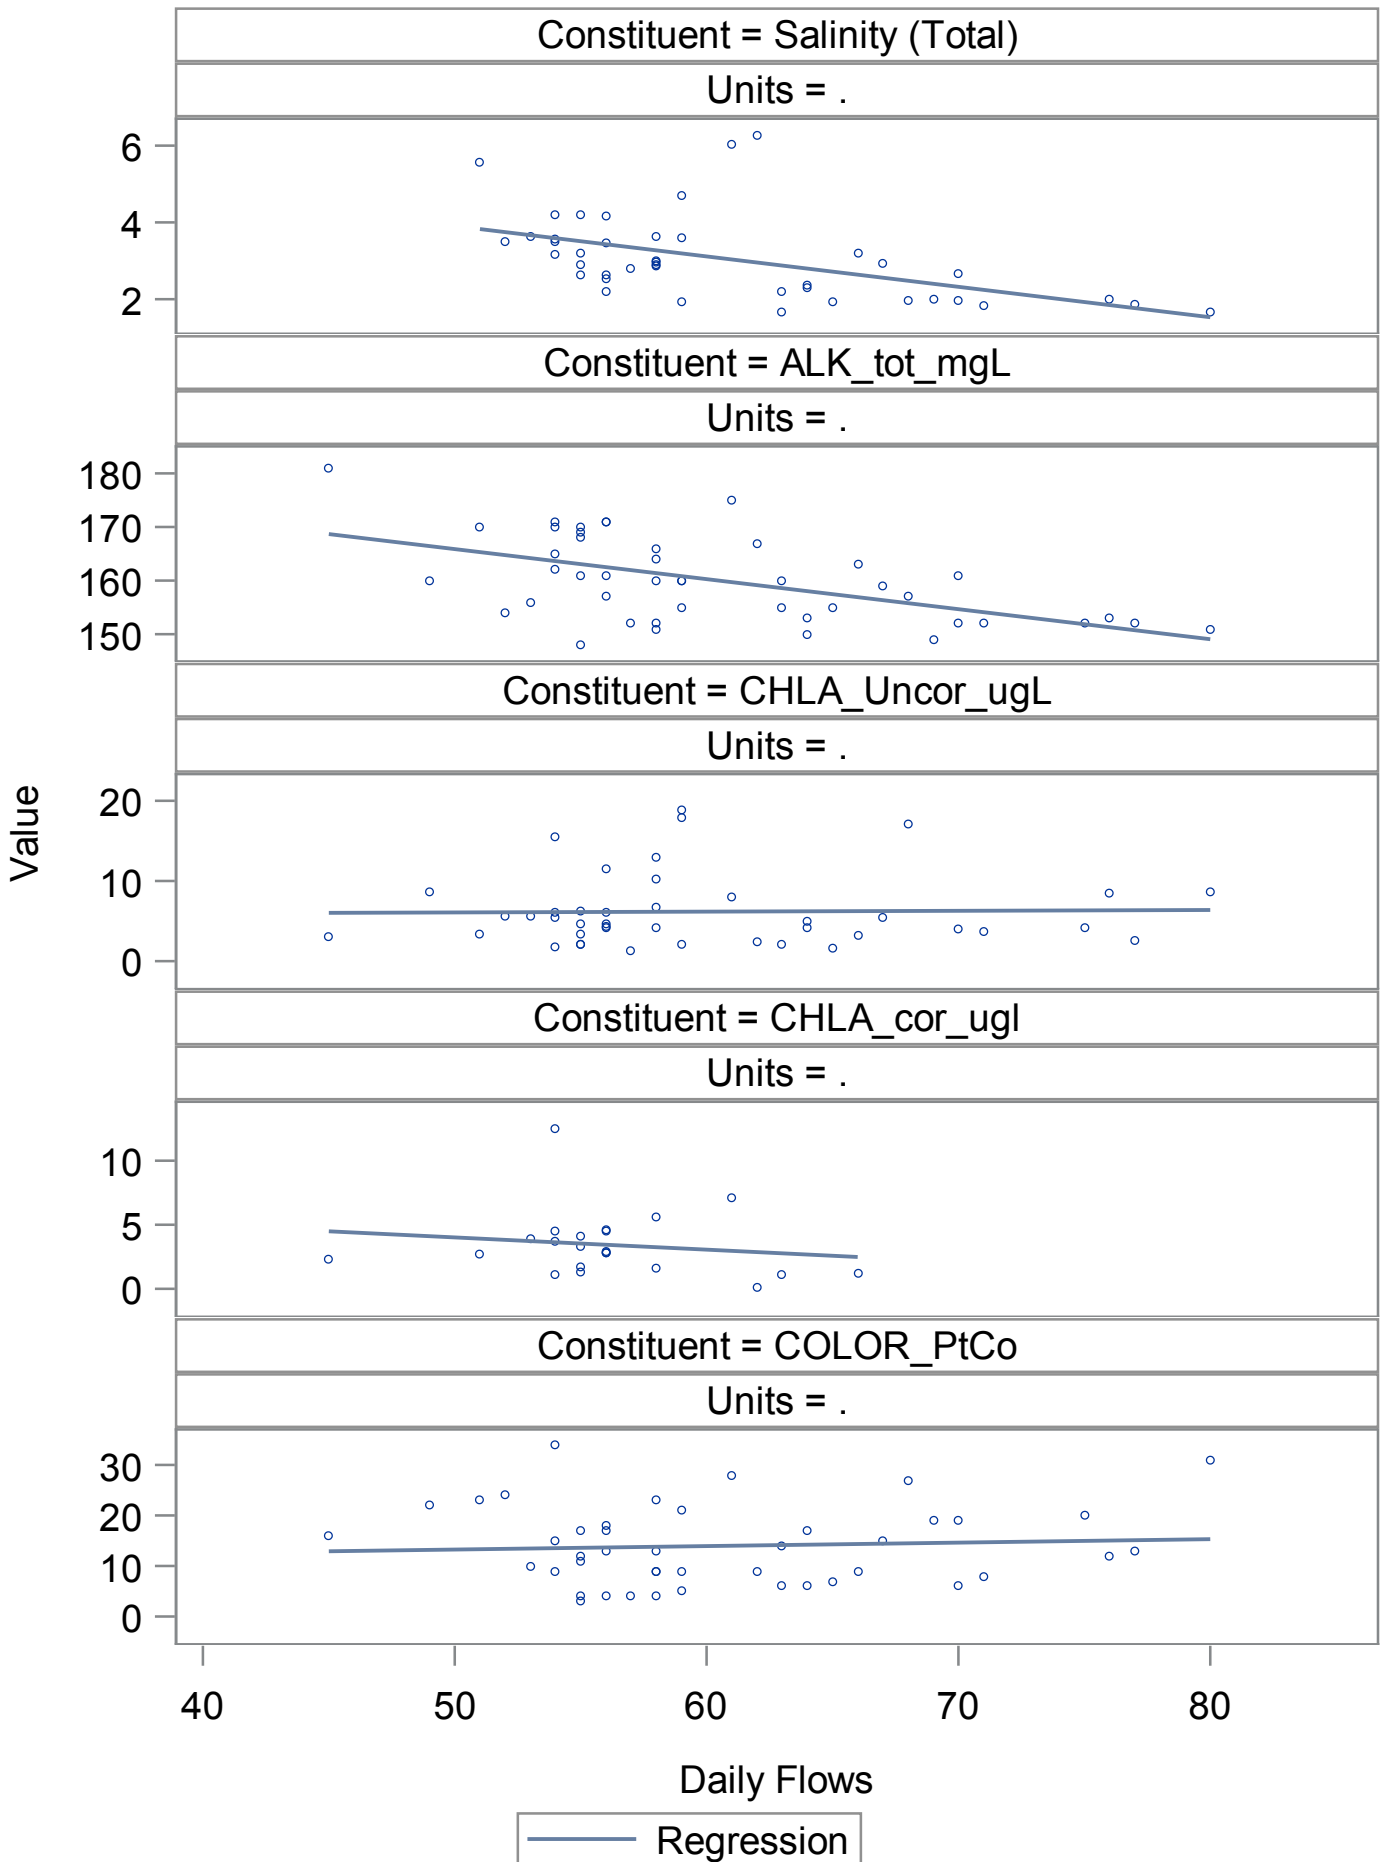 Constituent = Salinity (Total)
Units = .
6
4
2
Constituent = ALK_tot_mgL
Units = .
180
170
160
150
Constituent = CHLA_Uncor_ugL
Units = .
20
10
0
Value
Constituent = CHLA_cor_ugl
Units = .
10
5
0
Constituent = COLOR_PtCo
Units = .
30
20
10
0
40 50 60 70 80
Daily Flows
Regression